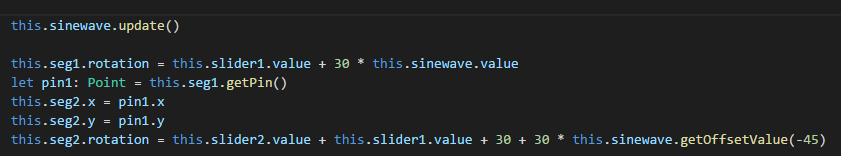 this.sinewave.update()
this.seg1.rotation = this.slider1.value + 30 * this.sinewave.value
let pin1: Point = this.seg1.getPin()
this.seg2.x = pin1.x
this.seg2.y = pin1.y
this.seg2.rotation = this.slider2.value + this.slider1.value + 30 + 30 * this.sinewave.getOffsetValue(-45)